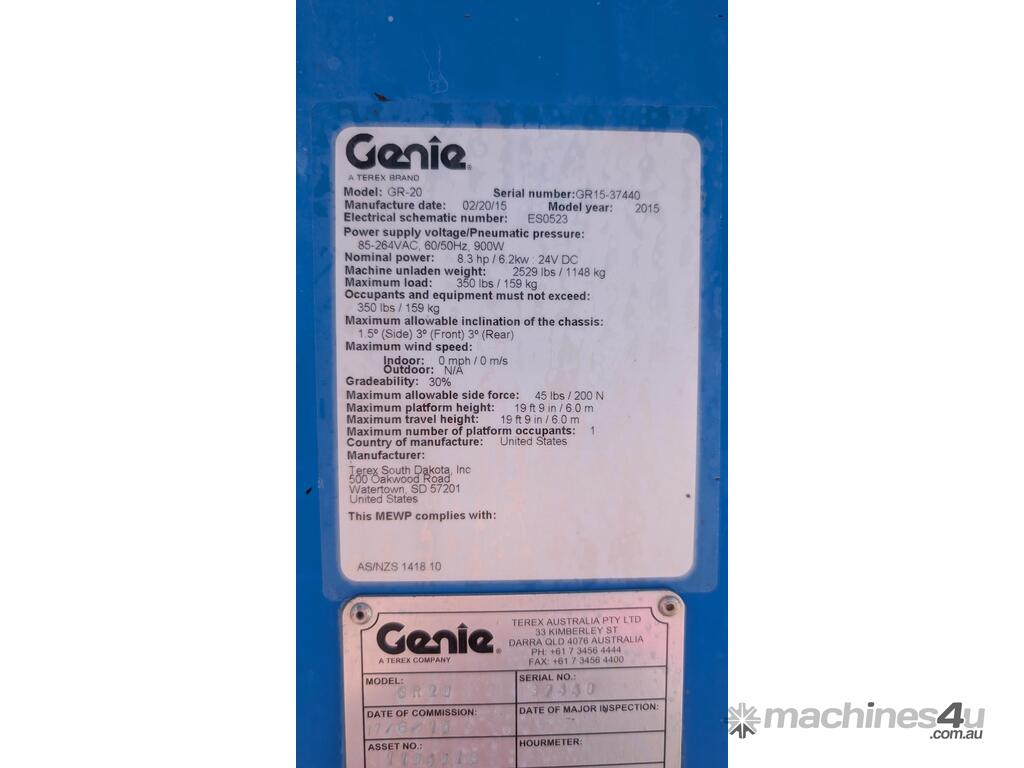 Genie®
A TEREX BRAND
Model: GR-20 Serial number:GR15-37440
Manufacture date: 02/20/15 Model year: 2015
Electrical schematic number: ES0523
Power supply voltage/Pneumatic pressure:
85-264VAC, 60/50Hz, 900W
Nominal power: 8.3 hp / 6.2kw : 24V DC
Machine unladen weight: 2529 lbs / 1148 kg
Maximum load: 350 lbs / 159 kg
Occupants and equipment must not exceed:
350 lbs / 159 kg
Maximum allowable inclination of the chassis:
1.5º (Side) 3º (Front) 3º (Rear)
Maximum wind speed:
Indoor: 0 mph / 0 m/s
Outdoor: N/A
Gradeability: 30%
Maximum allowable side force: 45 lbs / 200 N
Maximum platform height: 19 ft 9 in / 6.0 m
Maximum travel height: 19 ft 9 in / 6.0 m
Maximum number of platform occupants: 1
Country of manufacture: United States
Manufacturer:
Terex South Dakota, Inc
500 Oakwood Road
Watertown, SD 57201
United States
This MEWP complies with:
AS/NZS 1418 10
Genie®
A TEREX COMPANY
TEREX AUSTRALIA PTY LTD
33 KIMBERLEY ST
DARRA QLD 4076 AUSTRALIA
PH: +61 7 3456 4444
FAX: +61 7 3456 4400
MODEL: GR20 SERIAL NO.: 37440
DATE OF COMMISSION: DATE OF MAJOR INSPECTION:
ASSET NO.: HOURMETER:
machines4u
.com.au